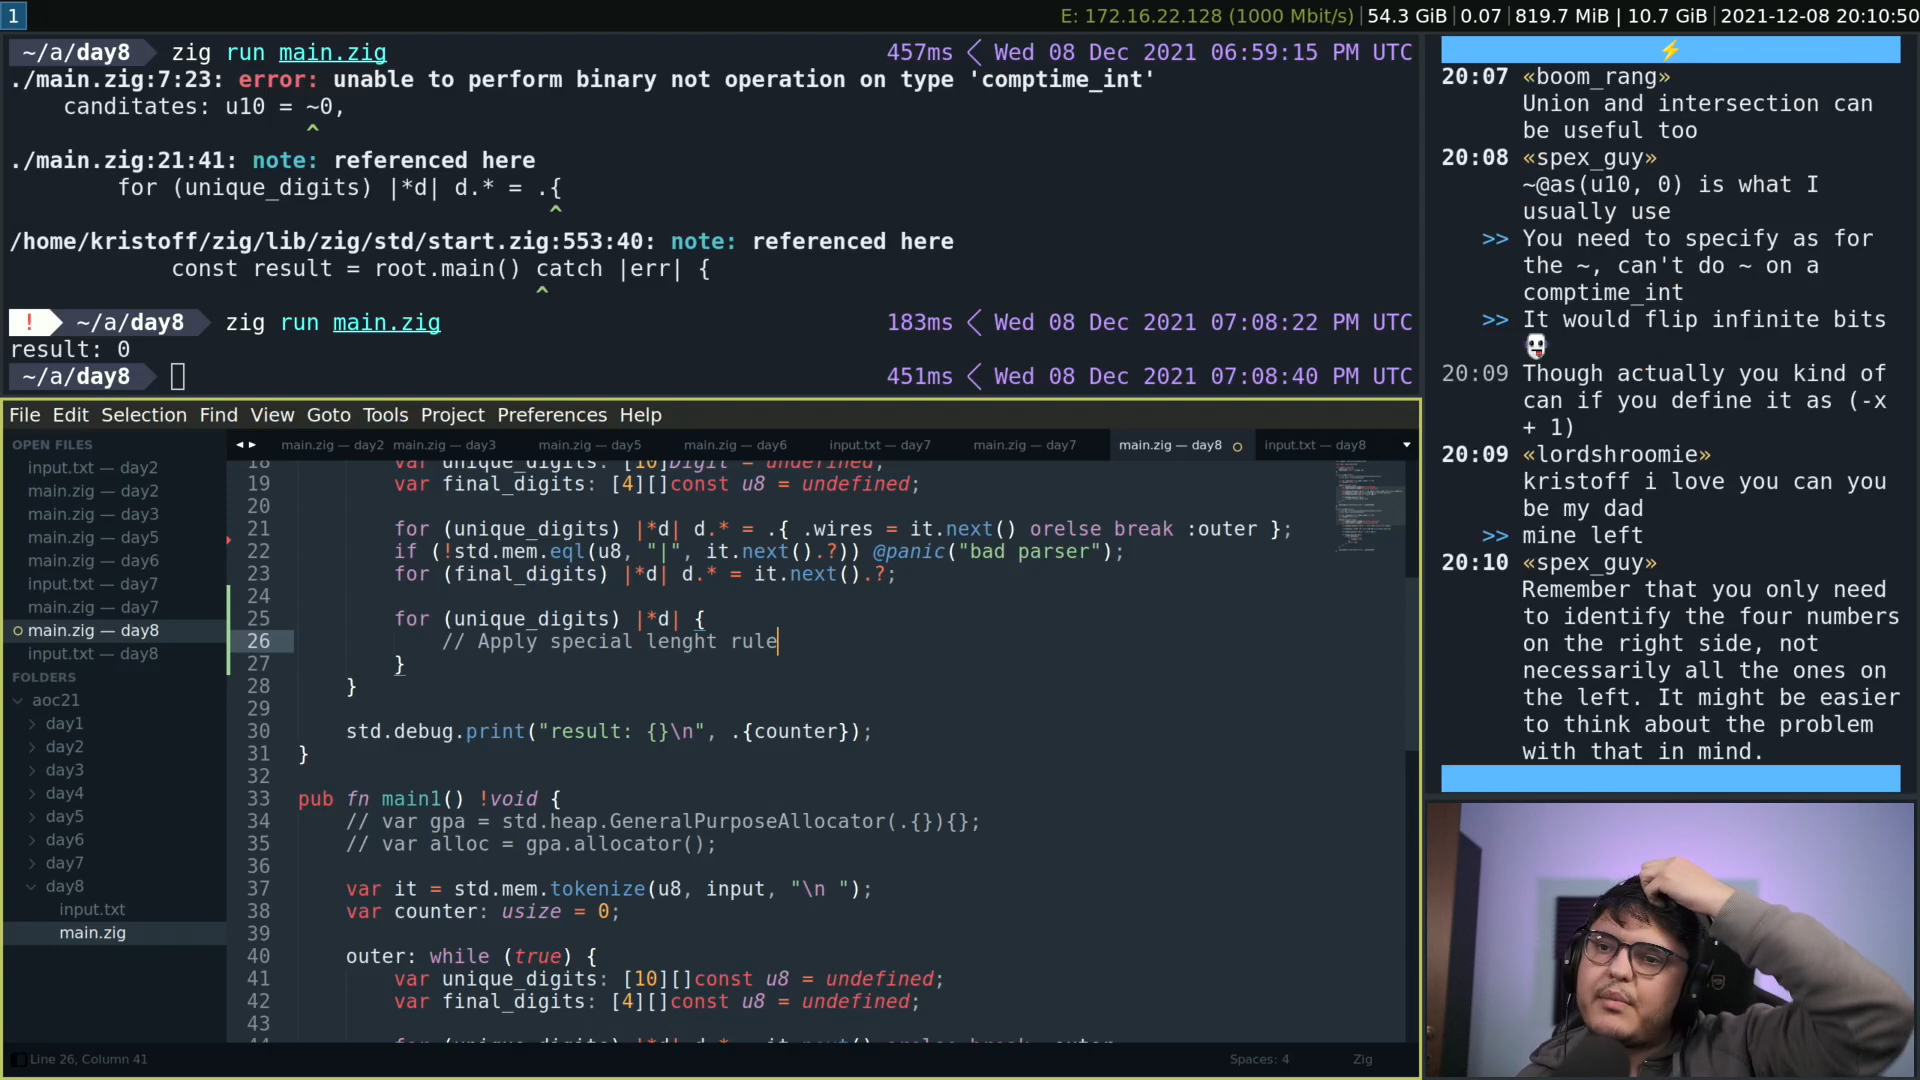 1
E: 172.16.22.128 (1000 Mbit/s)|54.3 GiB|0.07|819.7 MiB | 10.7 GiB|2021-12-08 20:10:50
~/a/day8 zig run main.zig 457ms Wed 08 Dec 2021 06:59:15 PM UTC
./main.zig:7:23: error: unable to perform binary not operation on type 'comptime_int'
canditates: u10 = ~0,
^
./main.zig:21:41: note: referenced here
for (unique_digits) |*d| d.* = .{
^
/home/kristoff/zig/lib/zig/std/start.zig:553:40: note: referenced here
const result = root.main() catch |err| {
^
! ~/a/day8 zig run main.zig 183ms Wed 08 Dec 2021 07:08:22 PM UTC
result: 0
~/a/day8 451ms Wed 08 Dec 2021 07:08:40 PM UTC
File Edit Selection Find View Goto Tools Project Preferences Help
OPEN FILES
input.txt — day2
main.zig — day2
main.zig — day3
main.zig — day5
main.zig — day6
input.txt — day7
main.zig — day7
main.zig — day8
input.txt — day8
FOLDERS
aoc21
day1
day2
day3
day4
day5
day6
day7
day8
input.txt
main.zig
main.zig — day2 main.zig — day3 main.zig — day5 main.zig — day6 input.txt — day7 main.zig — day7 main.zig — day8 input.txt — day8
18 var unique_digits: [10]Digit = undefined;
19 var final_digits: [4][]const u8 = undefined;
20
21 for (unique_digits) |*d| d.* = .{ .wires = it.next() orelse break :outer };
22 if (!std.mem.eql(u8, "|", it.next().?)) @panic("bad parser");
23 for (final_digits) |*d| d.* = it.next().?;
24
25 for (unique_digits) |*d| {
26 // Apply special lenght rule
27 }
28 }
29
30 std.debug.print("result: {}\n", .{counter});
31 }
32
33 pub fn main1() !void {
34 // var gpa = std.heap.GeneralPurposeAllocator(.{}){};
35 // var alloc = gpa.allocator();
36
37 var it = std.mem.tokenize(u8, input, "\n ");
38 var counter: usize = 0;
39
40 outer: while (true) {
41 var unique_digits: [10][]const u8 = undefined;
42 var final_digits: [4][]const u8 = undefined;
43
44 for (unique_digits) |*d| d.* = it.next() orelse break :outer
Line 26, Column 41 Spaces: 4 Zig
20:07 «boom_rang»
Union and intersection can
be useful too
20:08 «spex_guy»
~@as(u10, 0) is what I
usually use
>> You need to specify as for
the ~, can't do ~ on a
comptime_int
>> It would flip infinite bits
20:09 Though actually you kind of
can if you define it as (-x
+ 1)
20:09 «lordshroomie»
kristoff i love you can you
be my dad
>> mine left
20:10 «spex_guy»
Remember that you only need
to identify the four numbers
on the right side, not
necessarily all the ones on
the left. It might be easier
to think about the problem
with that in mind.